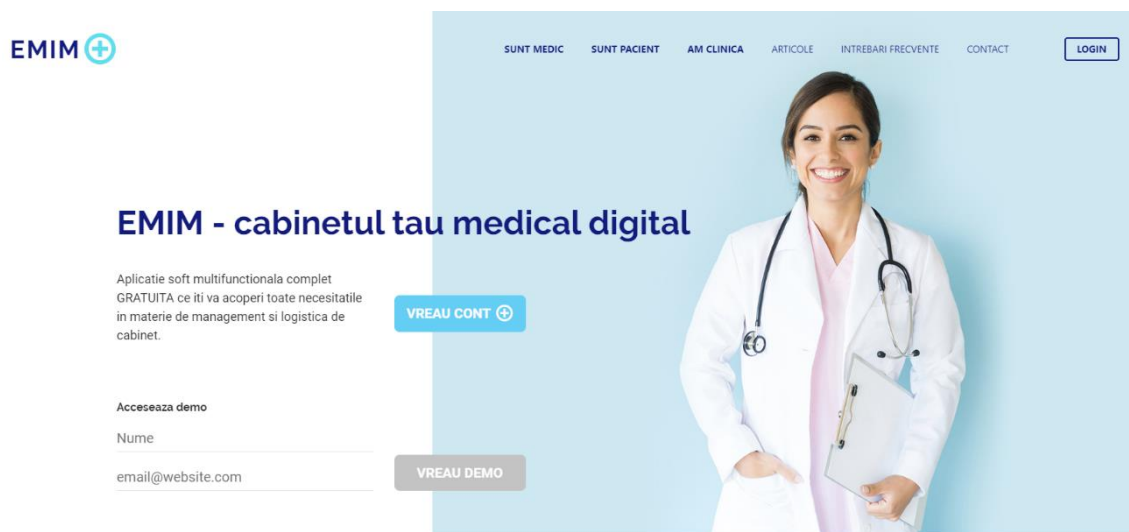 EMIM
SUNT MEDIC SUNT PACIENT AM CLINICA ARTICOLE INTREBARI FRECVENTE CONTACT LOGIN
EMIM - cabinetul tau medical digital
Aplicatie soft multifunctionala complet
GRATUITA ce iti va acoperi toate necesitatile
in materie de management si logistica de
cabinet.
VREAU CONT
Acceseaza demo
Nume
email@website.com
VREAU DEMO